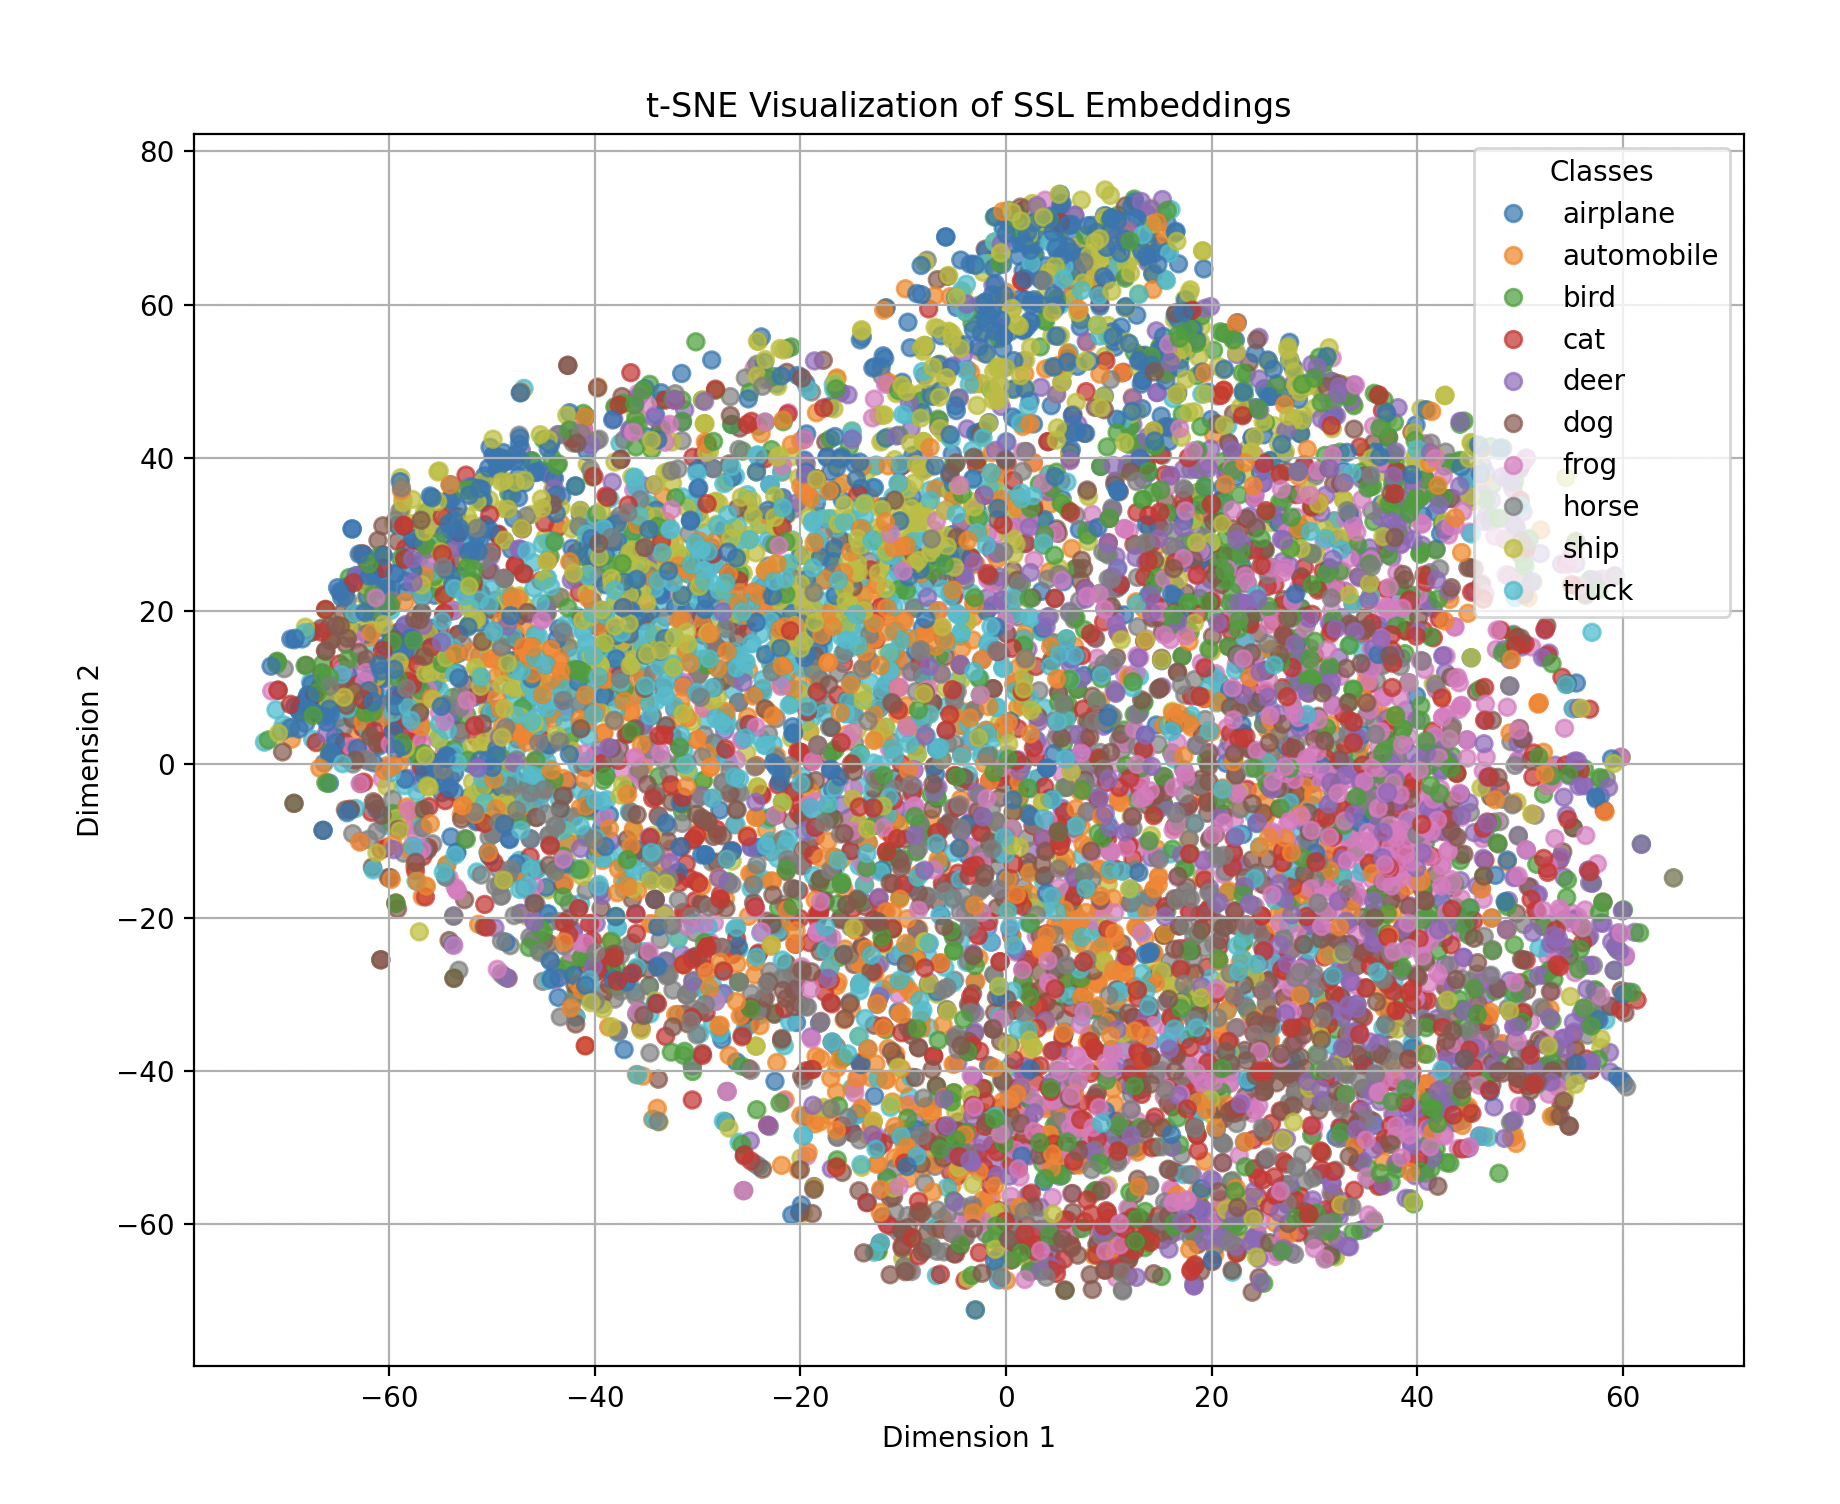 t-SNE Visualization of SSL Embeddings
80
60
40
20
0
−20
−40
−60
Dimension 2
Classes
airplane
automobile
bird
cat
deer
dog
frog
horse
ship
truck
−60 −40 −20 0 20 40 60
Dimension 1